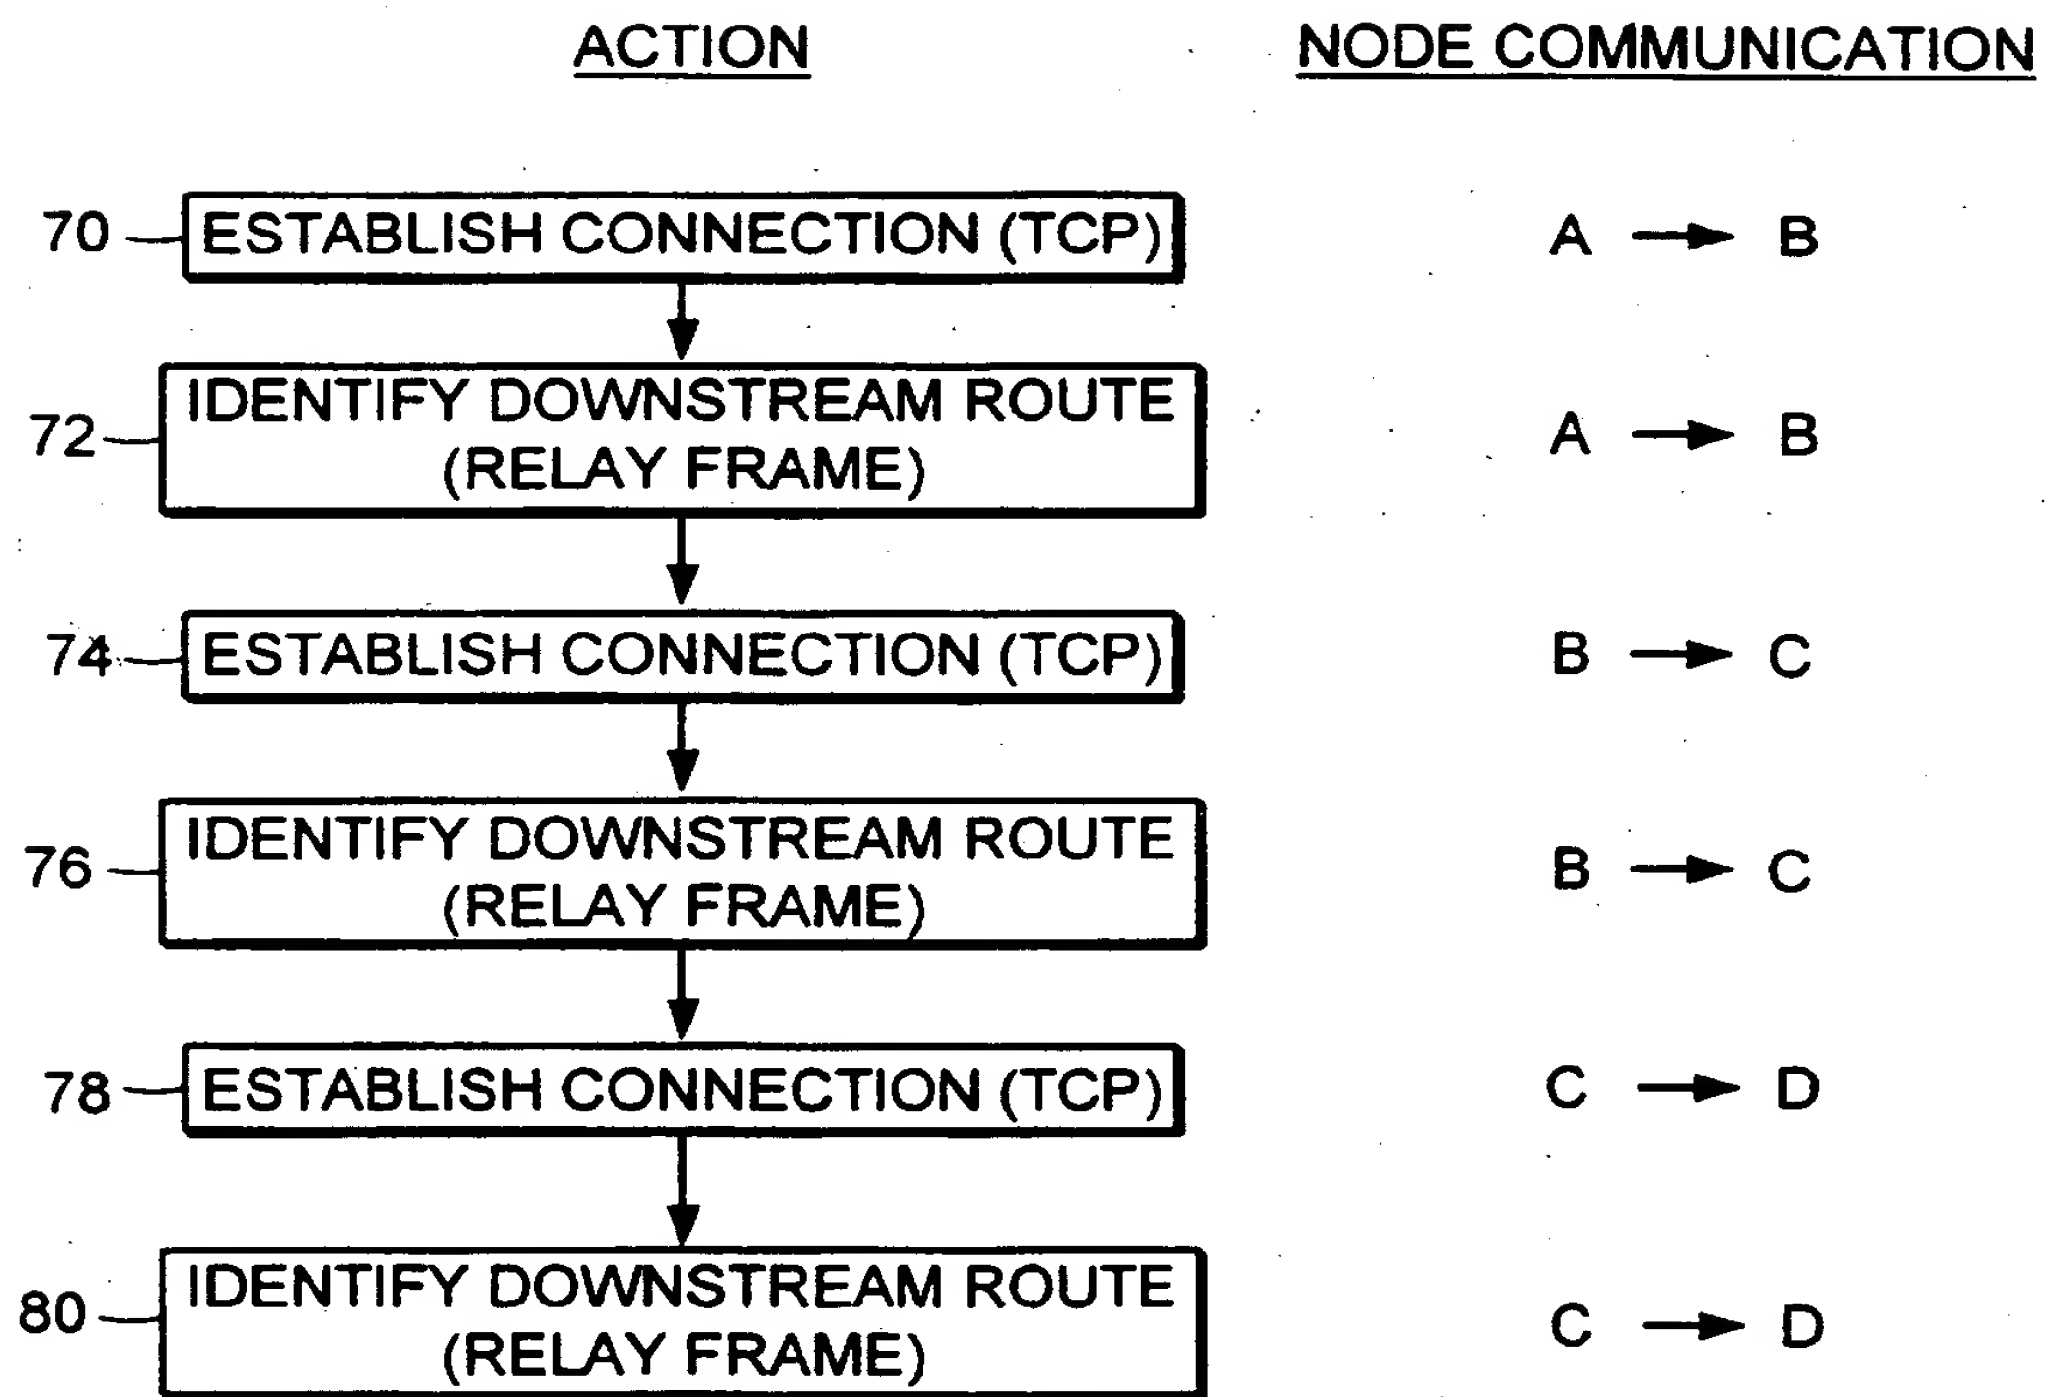 ACTION NODE COMMUNICATION
70 ESTABLISH CONNECTION (TCP) A B
72 IDENTIFY DOWNSTREAM ROUTE (RELAY FRAME) A B
74 ESTABLISH CONNECTION (TCP) B C
76 IDENTIFY DOWNSTREAM ROUTE (RELAY FRAME) B C
78 ESTABLISH CONNECTION (TCP) C D
80 IDENTIFY DOWNSTREAM ROUTE (RELAY FRAME) C D